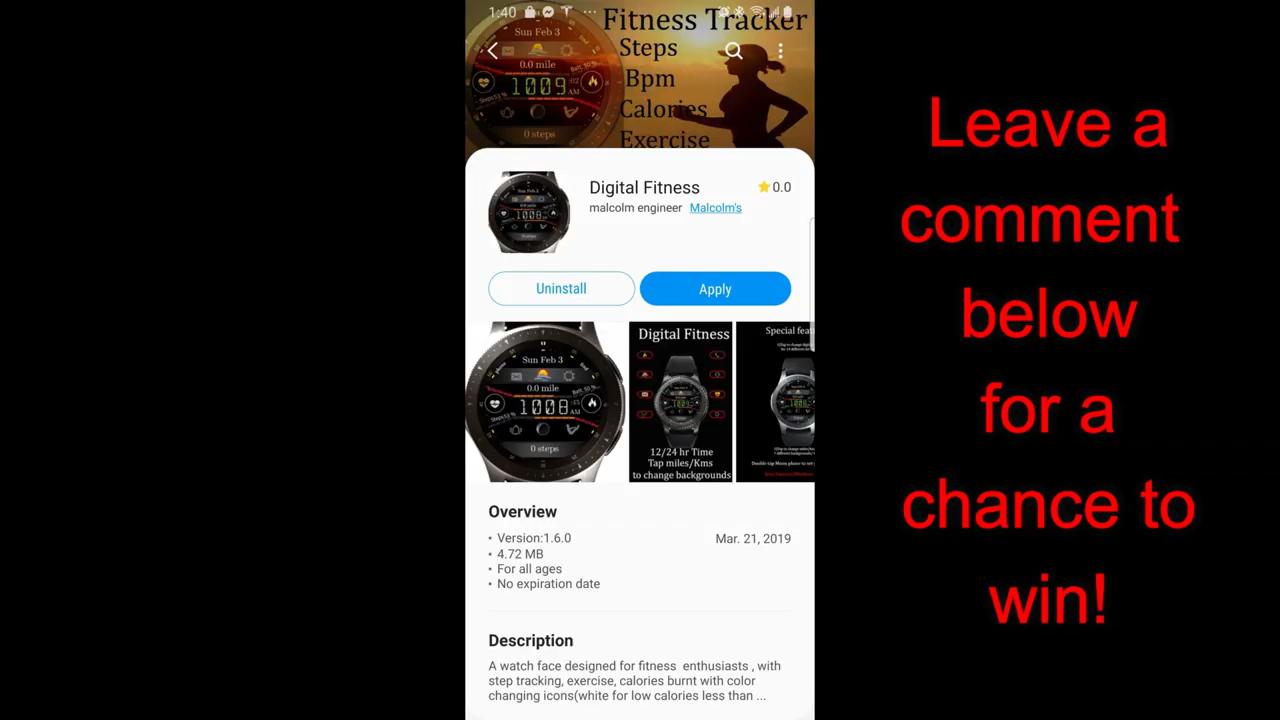 1:40
Fitness Tracker
Steps
Bpm
Calories
Exercise
Sun Feb 3
0.0 mile
1009
AM
0 steps
Digital Fitness
0.0
malcolm engineer Malcolm's
Uninstall
Apply
Sun Feb 3
0.0 mile
1008
AM
0 steps
Digital Fitness
12/24 hr Time
Tap miles/Kms
to change backgrounds
Special feat
Overview
• Version:1.6.0
Mar. 21, 2019
• 4.72 MB
• For all ages
• No expiration date
Description
A watch face designed for fitness enthusiasts , with
step tracking, exercise, calories burnt with color
changing icons(white for low calories less than ...
Leave a
comment
below
for a
chance to
win!